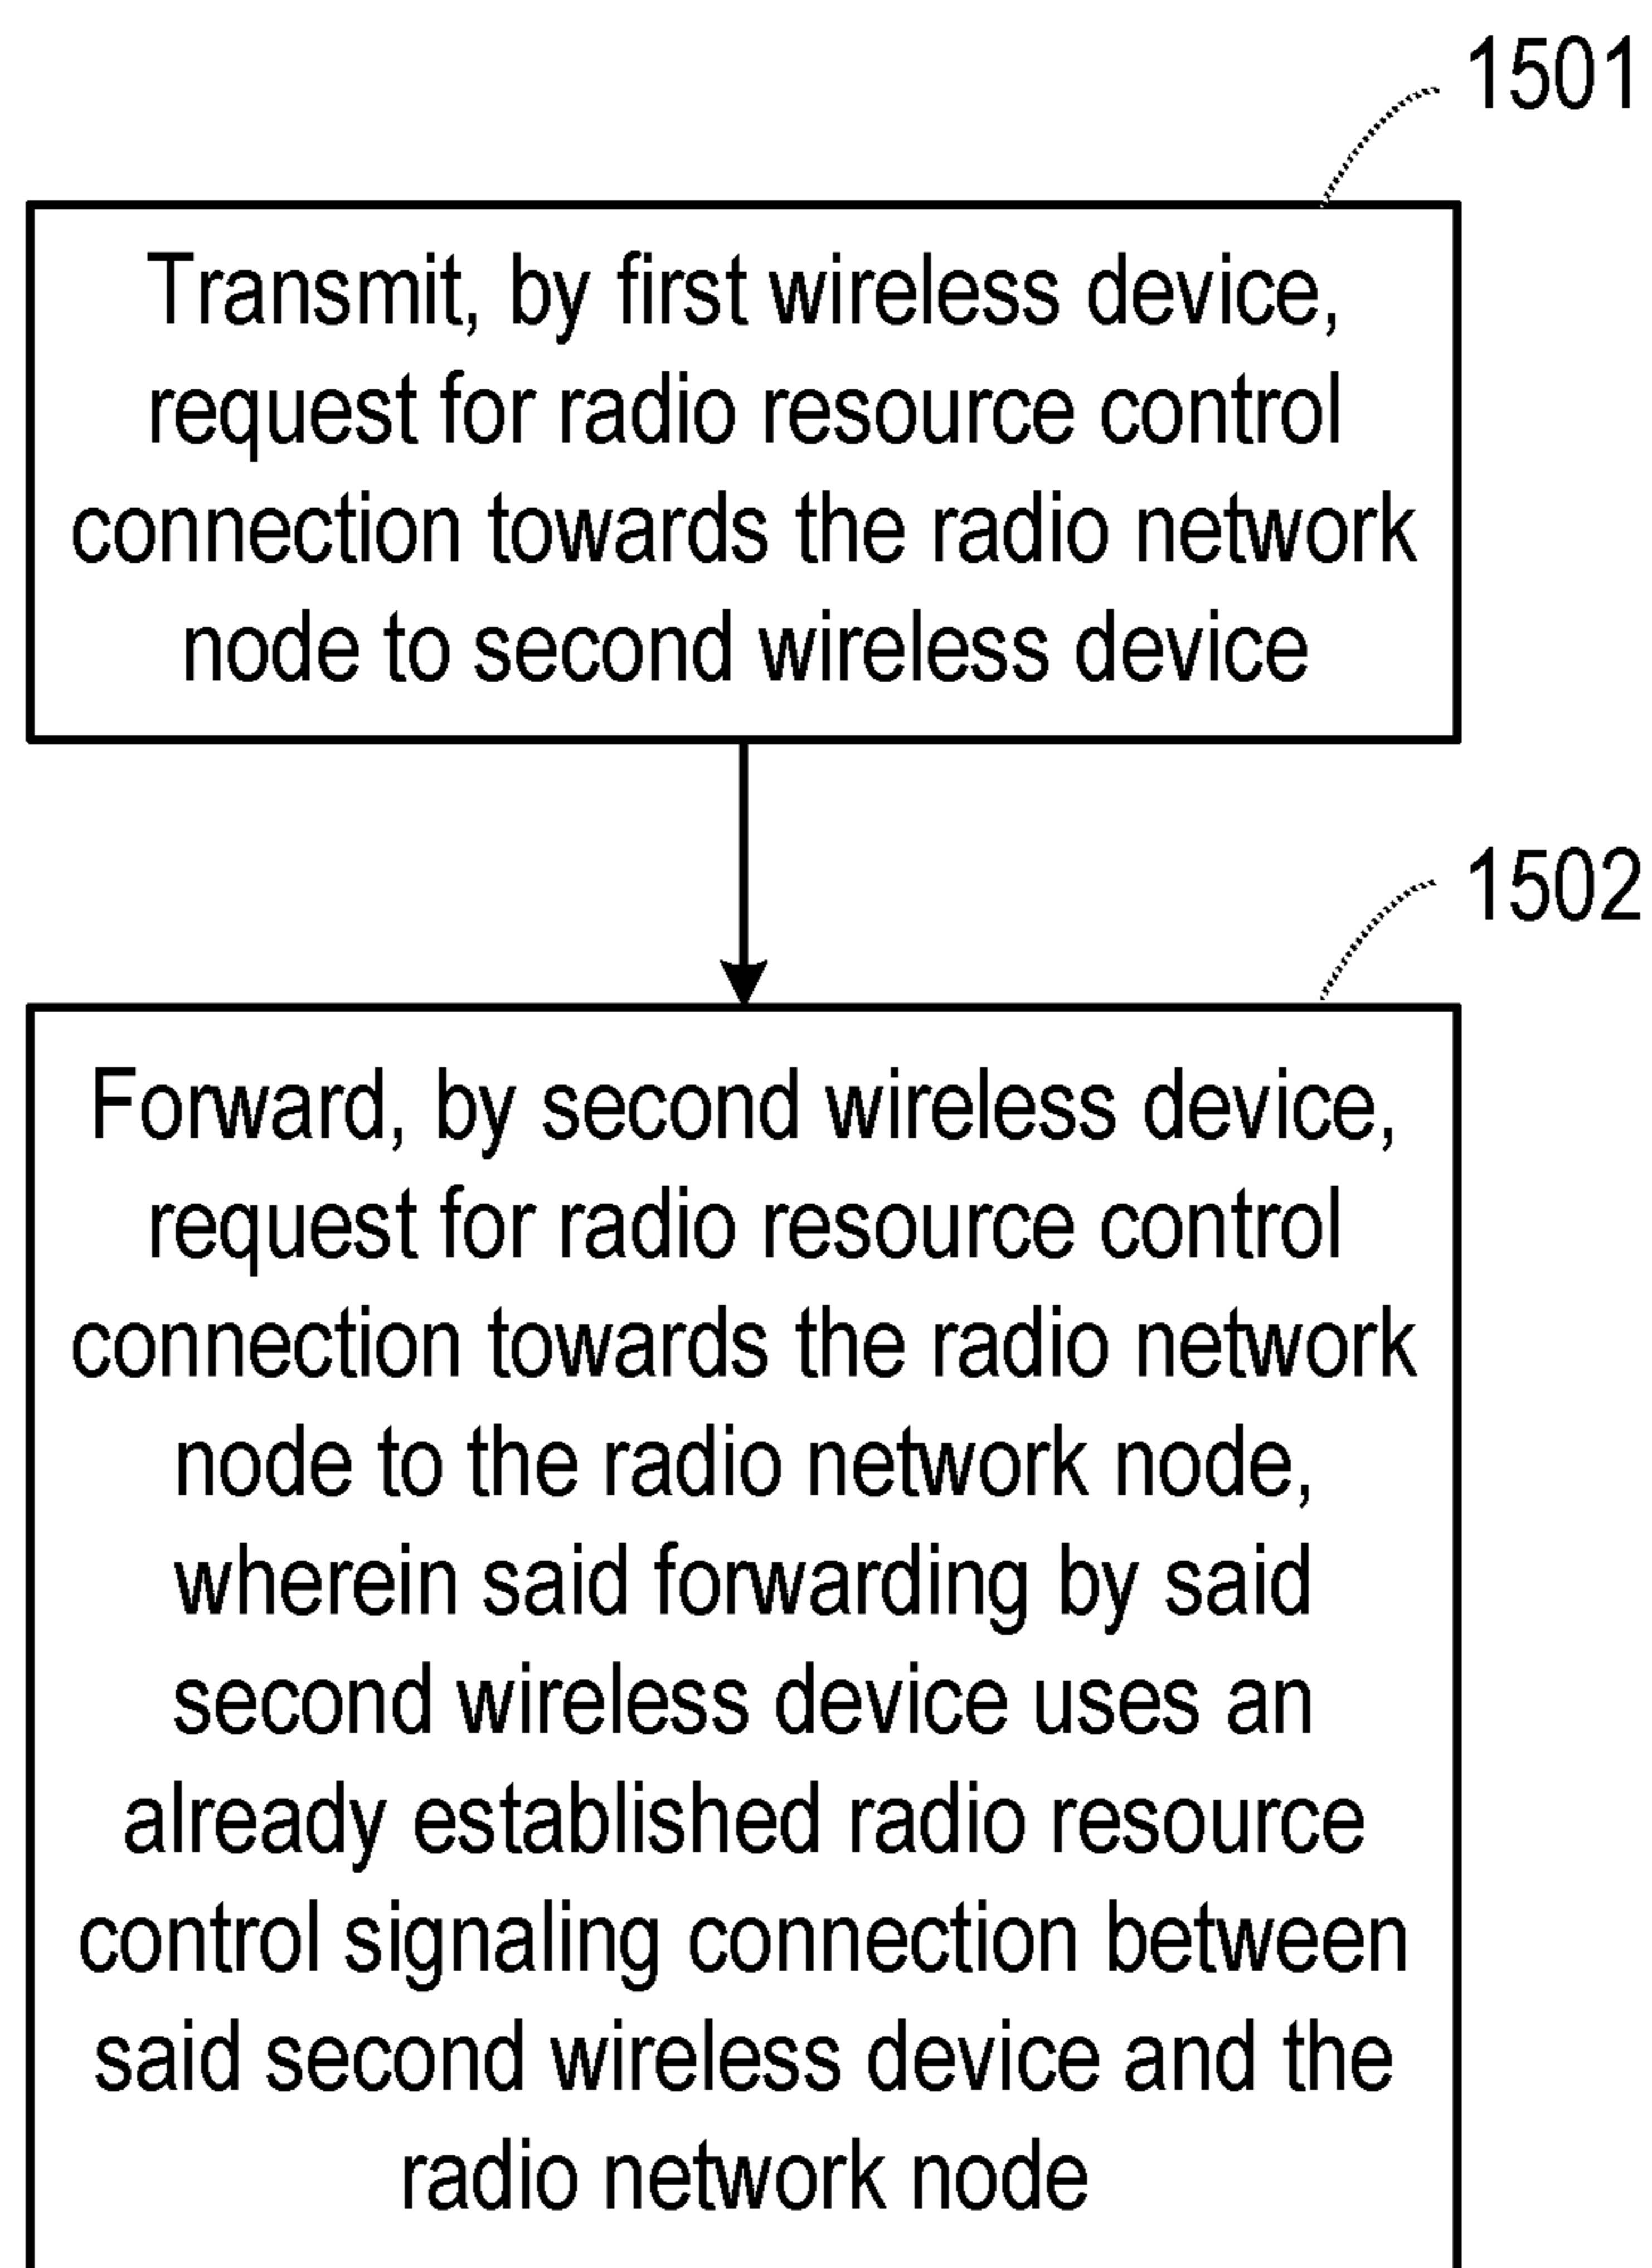 1501
Transmit, by first wireless device,
request for radio resource control
connection towards the radio network
node to second wireless device
1502
Forward, by second wireless device,
request for radio resource control
connection towards the radio network
node to the radio network node,
wherein said forwarding by said
second wireless device uses an
already established radio resource
control signaling connection between
said second wireless device and the
radio network node